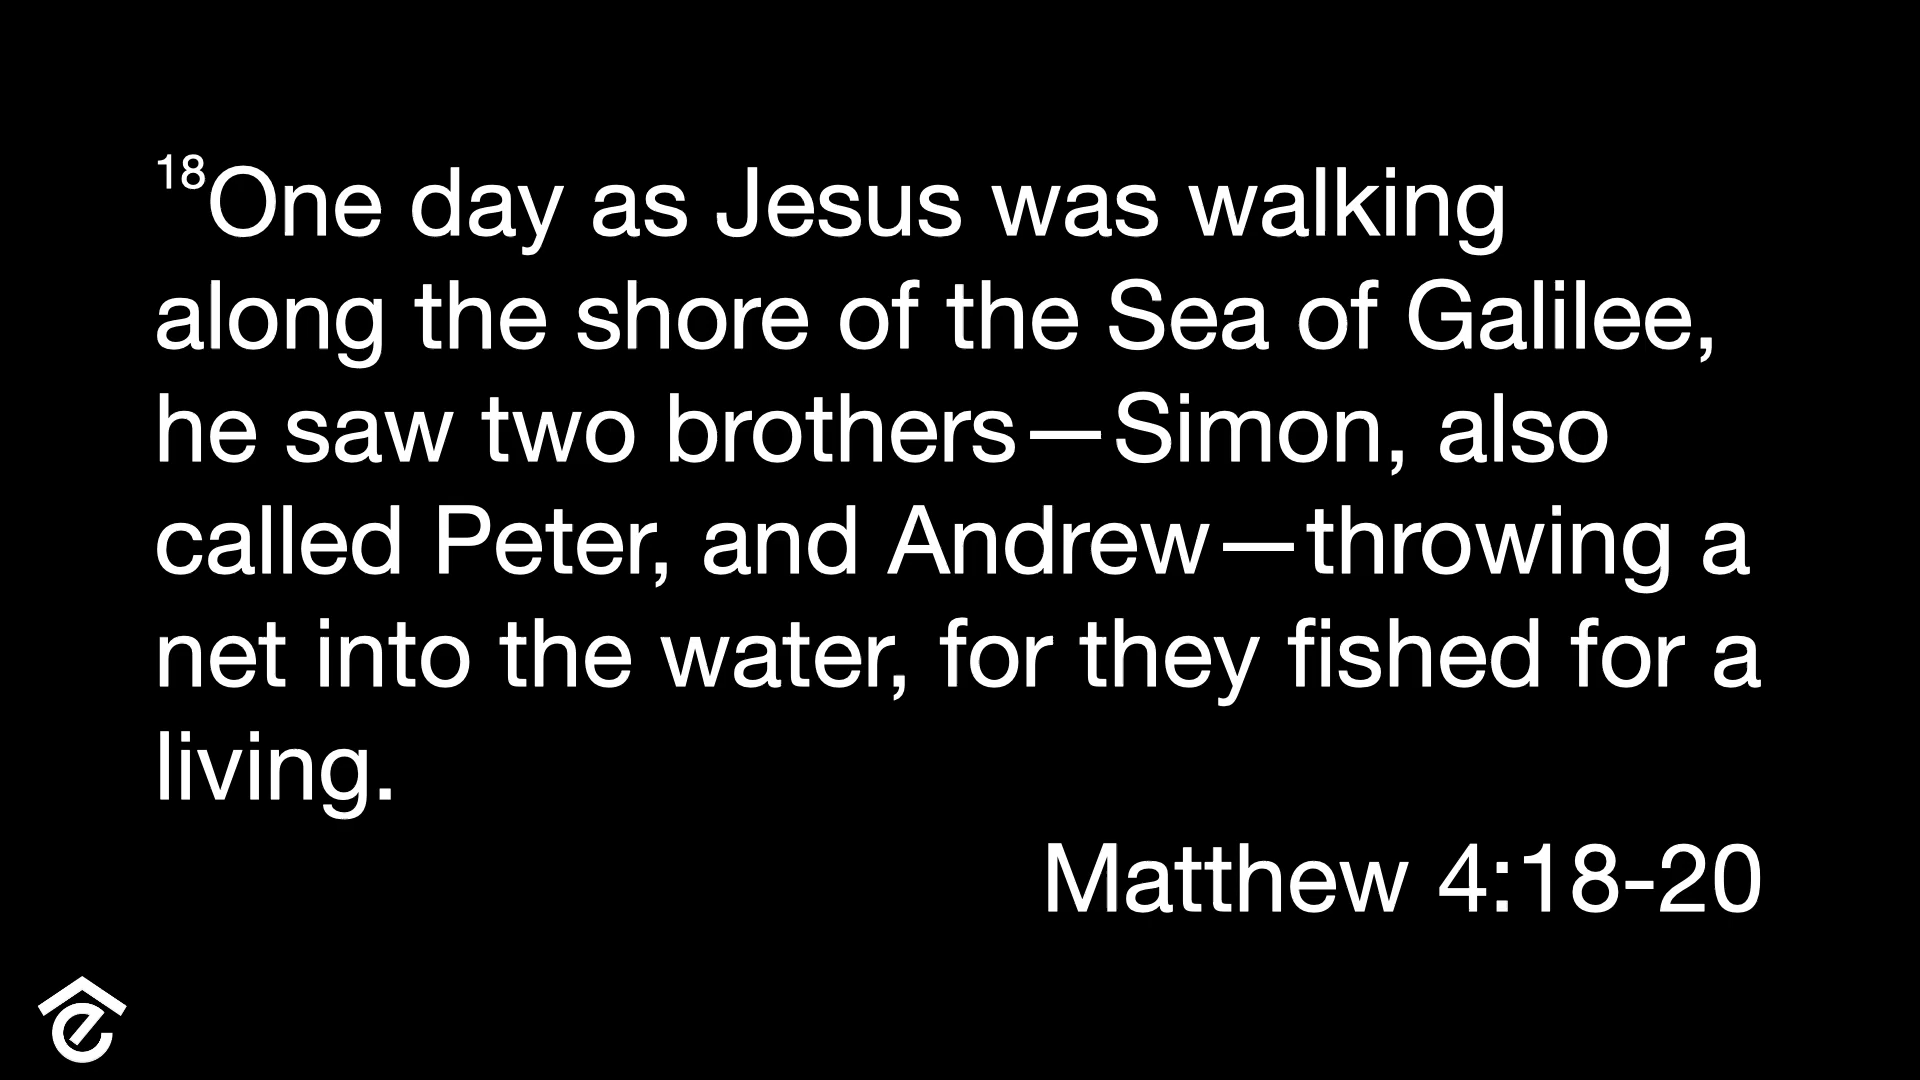 18One day as Jesus was walking
along the shore of the Sea of Galilee,
he saw two brothers—Simon, also
called Peter, and Andrew—throwing a
net into the water, for they fished for a
living.
Matthew 4:18-20
e